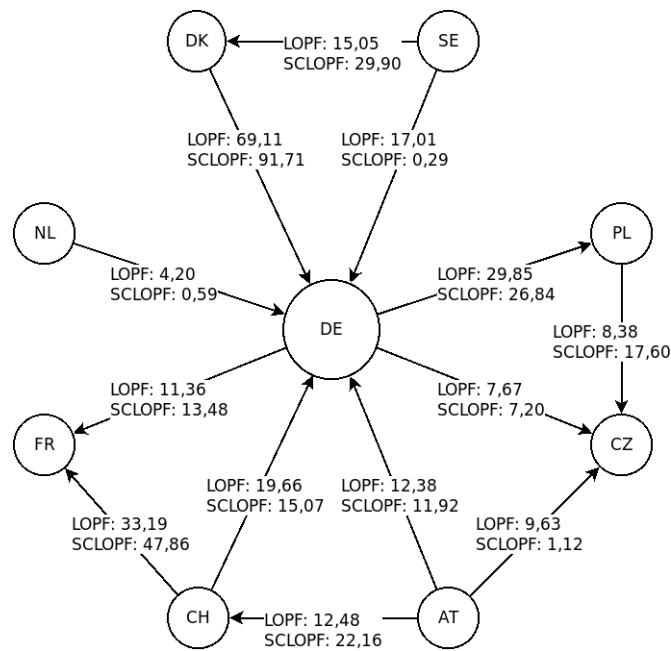 DK
LOPF: 15,05
SCLOPF: 29,90
SE
LOPF: 69,11
SCLOPF: 91,71
LOPF: 17,01
SCLOPF: 0,29
NL
PL
LOPF: 4,20
SCLOPF: 0,59
LOPF: 29,85
SCLOPF: 26,84
DE
LOPF: 8,38
SCLOPF: 17,60
LOPF: 11,36
SCLOPF: 13,48
LOPF: 7,67
SCLOPF: 7,20
FR
CZ
LOPF: 19,66
SCLOPF: 15,07
LOPF: 12,38
SCLOPF: 11,92
LOPF: 33,19
SCLOPF: 47,86
LOPF: 9,63
SCLOPF: 1,12
CH
LOPF: 12,48
SCLOPF: 22,16
AT